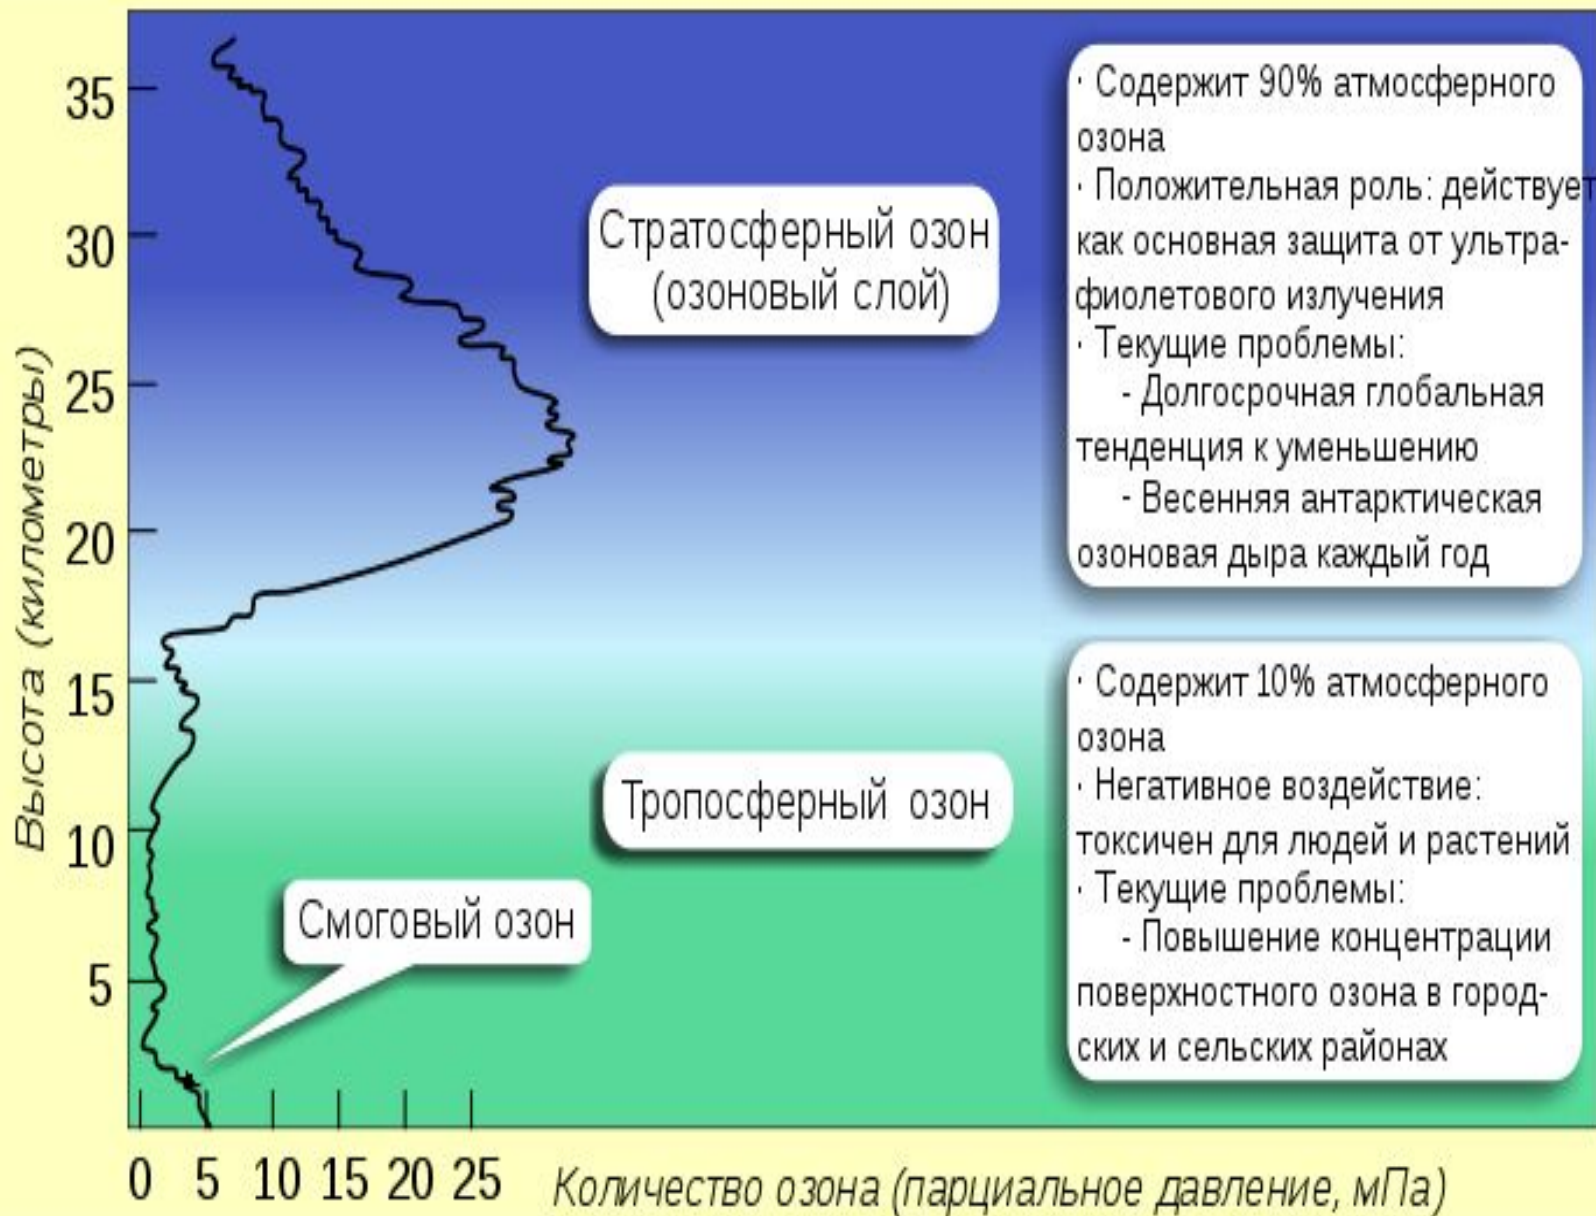 Высота (километры)
35
30
25
20
15
10
5
Стратосферный озон
(озоновый слой)
Тропосферный озон
Смоговый озон
· Содержит 90% атмосферного
озона
· Положительная роль: действует
как основная защита от ультра-
фиолетового излучения
· Текущие проблемы:
- Долгосрочная глобальная
тенденция к уменьшению
- Весенняя антарктическая
озоновая дыра каждый год
· Содержит 10% атмосферного
озона
· Негативное воздействие:
токсичен для людей и растений
· Текущие проблемы:
- Повышение концентрации
поверхностного озона в город-
ских и сельских районах
0 5 10 15 20 25
Количество озона (парциальное давление, мПа)